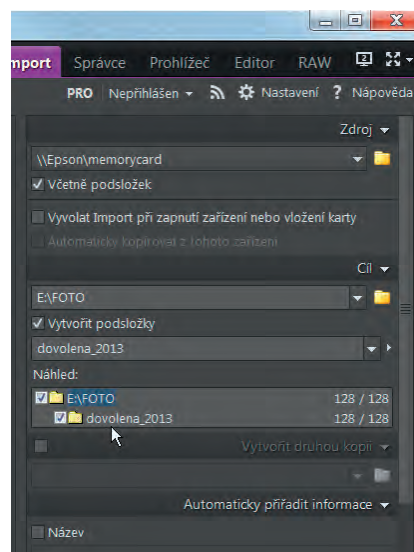 mport Správce Prohlížeč Editor RAW 2
PRO Nepřihlášen Nastavení ? Nápověda
Zdroj
\\Epson\memorycard
Včetně podsložek
Vyvolat Import při zapnutí zařízení nebo vložení karty
Automaticky kopírovat z tohoto zařízení
Cíl
E:\FOTO
Vytvořit podsložky
dovolena_2013
Náhled:
E:\FOTO 128 / 128
dovolena_2013 128 / 128
Vytvořit druhou kopii
Automaticky přiřadit informace
Název